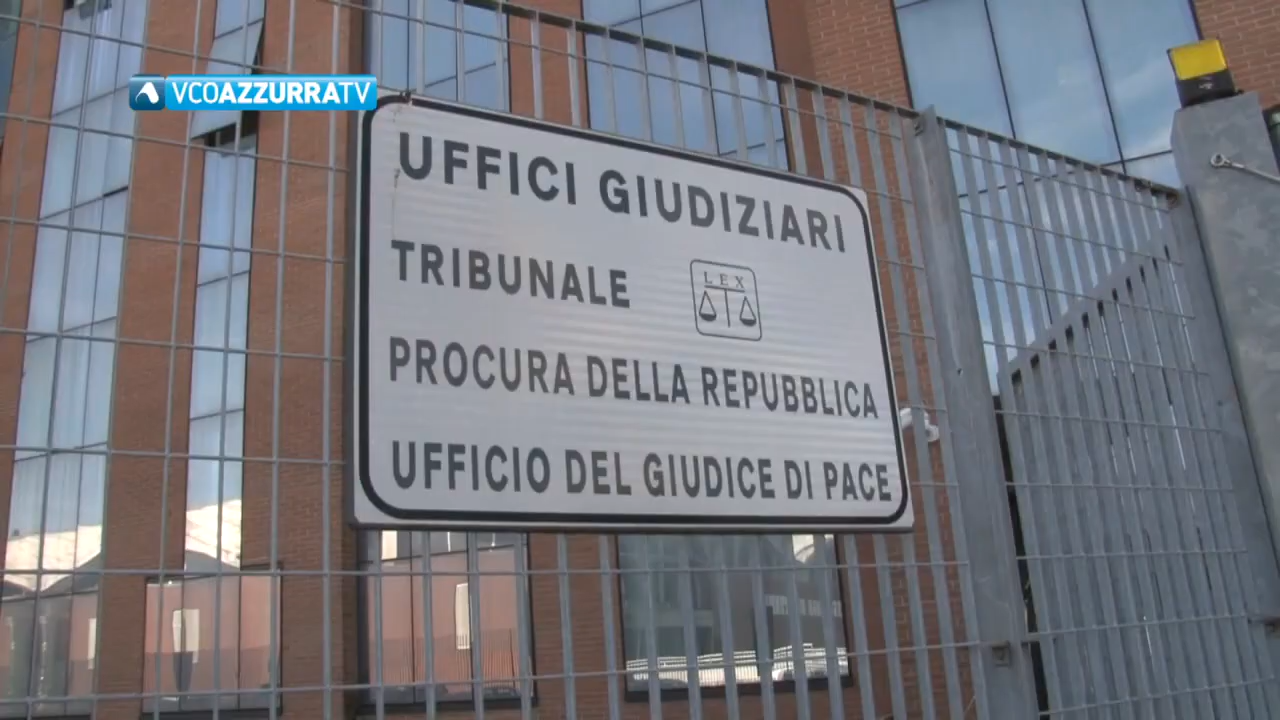 VCOAZZURRATV
UFFICI GIUDIZIARI
TRIBUNALE
LEX
PROCURA DELLA REPUBBLICA
UFFICIO DEL GIUDICE DI PACE